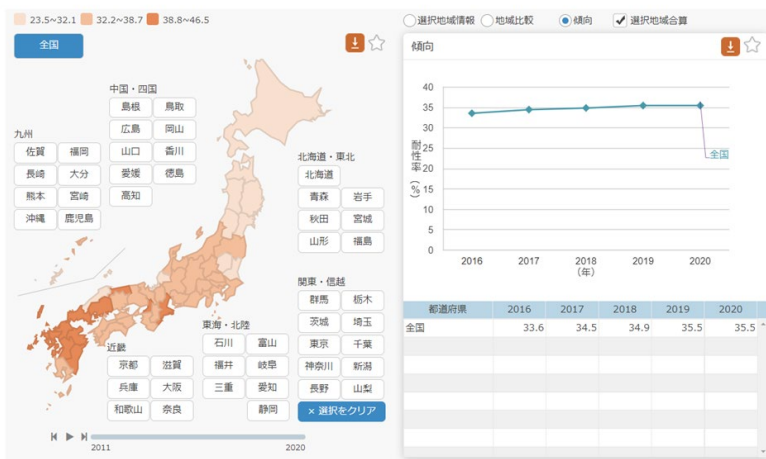 23.5~32.1 32.2~38.7 38.8~46.5
全国
中国・四国
島根 鳥取
広島 岡山
山口 香川
愛媛 徳島
高知
九州
佐賀 福岡
長崎 大分
熊本 宮崎
沖縄 鹿児島
北海道・東北
北海道
青森 岩手
秋田 宮城
山形 福島
関東・信越
群馬 栃木
茨城 埼玉
東京 千葉
神奈川 新潟
長野 山梨
× 選択をクリア
東海・北陸
石川 富山
福井 岐阜
三重 愛知
静岡
近畿
京都 滋賀
兵庫 大阪
和歌山 奈良
2011 2020
選択地域情報 地域比較 傾向 選択地域合算
傾向
耐性率(%)
40
35
30
25
20
15
10
5
0
全国
2016 2017 2018 2019 2020
(年)
都道府県 2016 2017 2018 2019 2020
全国 33.6 34.5 34.9 35.5 35.5